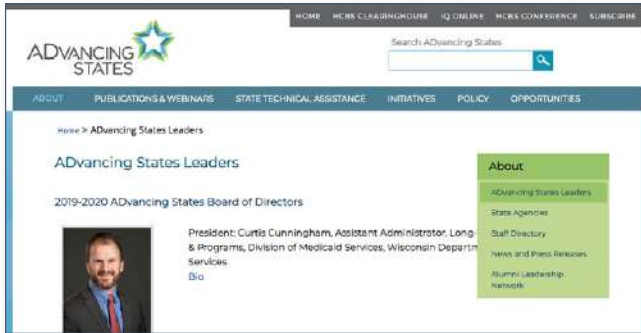 HOME HCBS CLEARINGHOUSE IQ ONLINE HCBS CONFERENCE SUBSCRIBE
ADVANCING
STATES
Search ADvancing States
ABOUT PUBLICATIONS & WEBINARS STATE TECHNICAL ASSISTANCE INITIATIVES POLICY OPPORTUNITIES
Home > ADvancing States Leaders
ADvancing States Leaders
2019-2020 ADvancing States Board of Directors
President: Curtis Cunningham, Assistant Administrator, Long-
& Programs, Division of Medicaid Services, Wisconsin Departm
Services
Bio
About
ADvancing States Leaders
State Agencies
Staff Directory
News and Press Releases
Alumni Leadership
Network